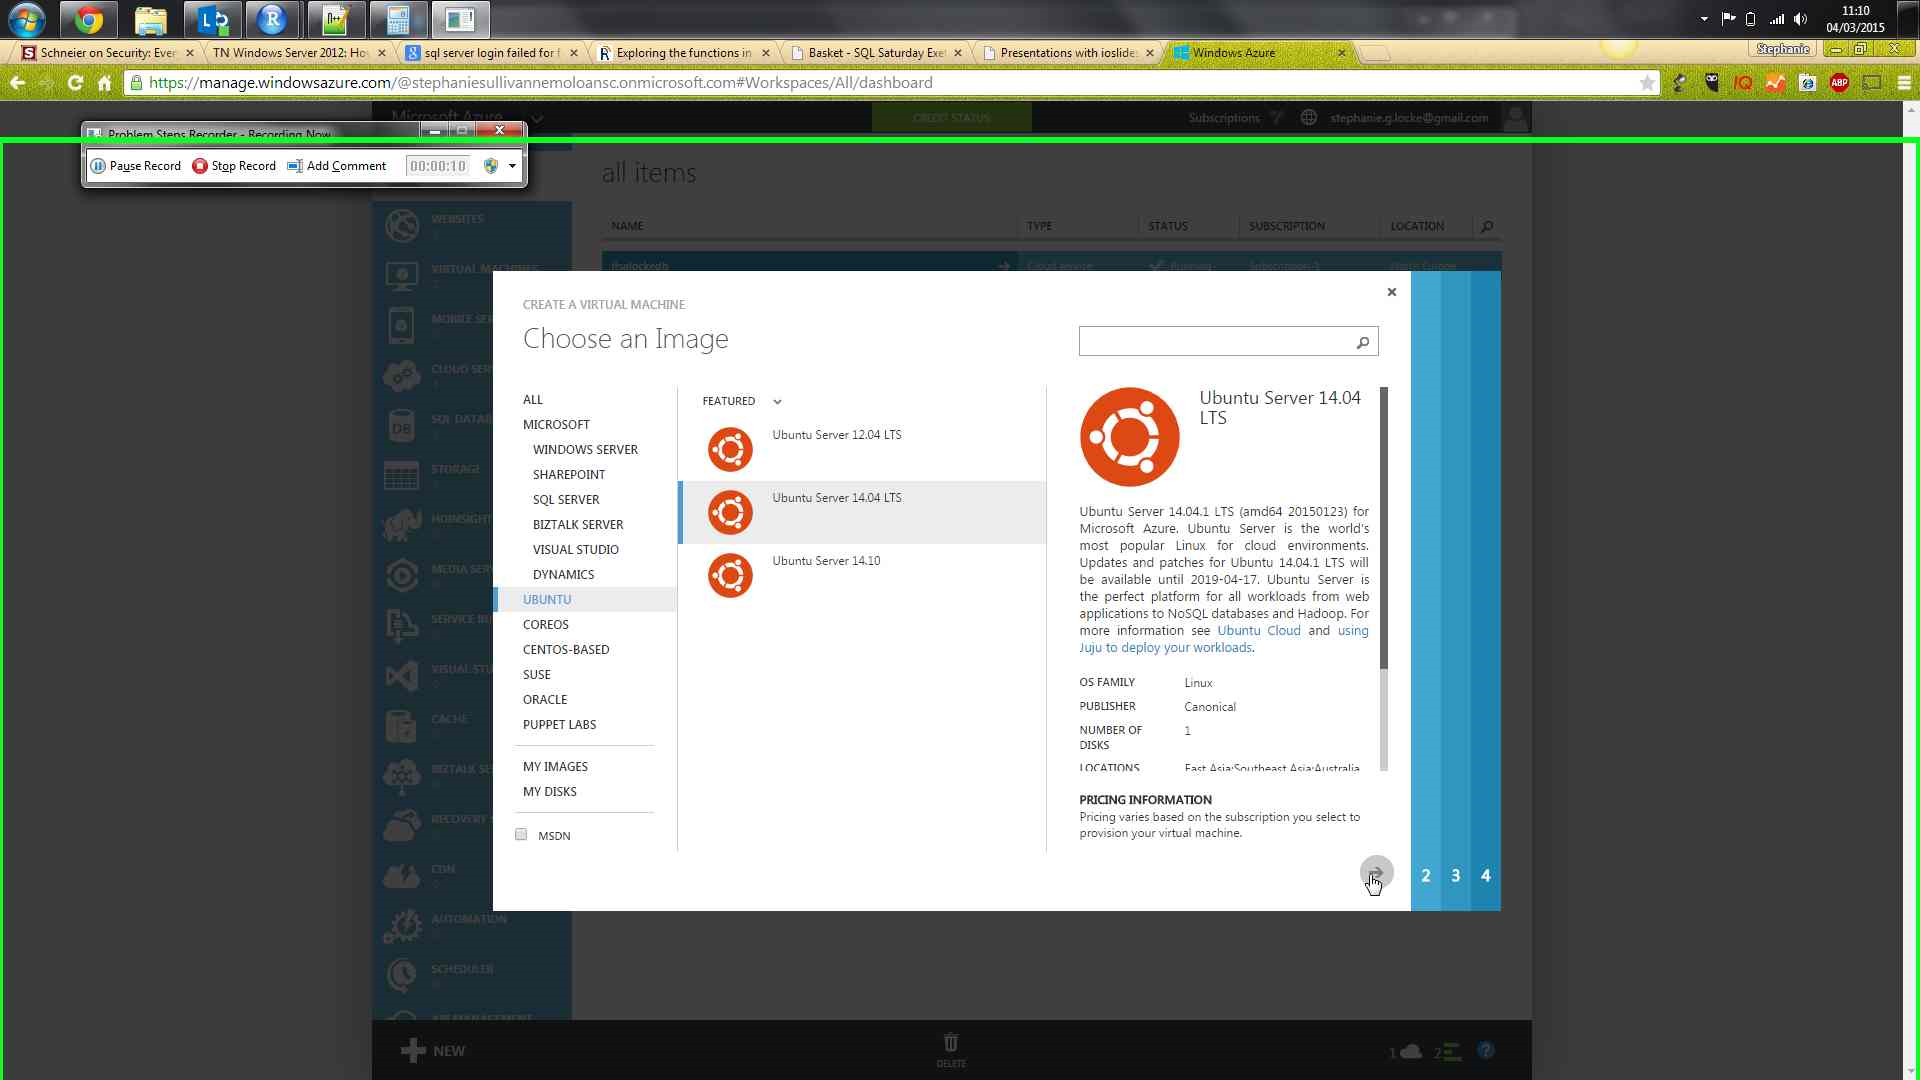 11:10
04/03/2015
Schneier on Security: Ever
TN Windows Server 2012: Ho
sql server login failed for
Exploring the functions in
Basket - SQL Saturday Exe
Presentations with ioslide
Windows Azure
Stephanie
https://manage.windowsazure.com/@stephaniesullivannemoloansc.onmicrosoft.com#Workspaces/All/dashboard
ABP
Microsoft Azure
CREDIT STATUS
Subscriptions
stephanie.g.locke@gmail.com
Problem Steps Recorder - Recording Now
Pause Record
Stop Record
Add Comment
00:00:10
all items
NAME
TYPE
STATUS
SUBSCRIPTION
LOCATION
Cloud service
Running
WEBSITES
VIRTUAL MACHINES
MOBILE SER
CLOUD SER
SQL DATAB
DB
STORAGE
HDINSIGHT
MEDIA SER
SERVICE BU
VISUAL STU
CACHE
BIZTALK SE
RECOVERY
CDN
AUTOMATION
SCHEDULER
API MANAGEMENT
CREATE A VIRTUAL MACHINE
Choose an Image
ALL
MICROSOFT
WINDOWS SERVER
SHAREPOINT
SQL SERVER
BIZTALK SERVER
VISUAL STUDIO
DYNAMICS
UBUNTU
COREOS
CENTOS-BASED
SUSE
ORACLE
PUPPET LABS
MY IMAGES
MY DISKS
MSDN
FEATURED
Ubuntu Server 12.04 LTS
Ubuntu Server 14.04 LTS
Ubuntu Server 14.10
Ubuntu Server 14.04
LTS
Ubuntu Server 14.04.1 LTS (amd64 20150123) for
Microsoft Azure. Ubuntu Server is the world's
most popular Linux for cloud environments.
Updates and patches for Ubuntu 14.04.1 LTS will
be available until 2019-04-17. Ubuntu Server is
the perfect platform for all workloads from web
applications to NoSQL databases and Hadoop. For
more information see Ubuntu Cloud and using
Juju to deploy your workloads.
OS FAMILY Linux
PUBLISHER Canonical
NUMBER OF 1
DISKS
LOCATIONS East Asia;Southeast Asia;Australia
PRICING INFORMATION
Pricing varies based on the subscription you select to
provision your virtual machine.
2 3 4
NEW
DELETE
1
2